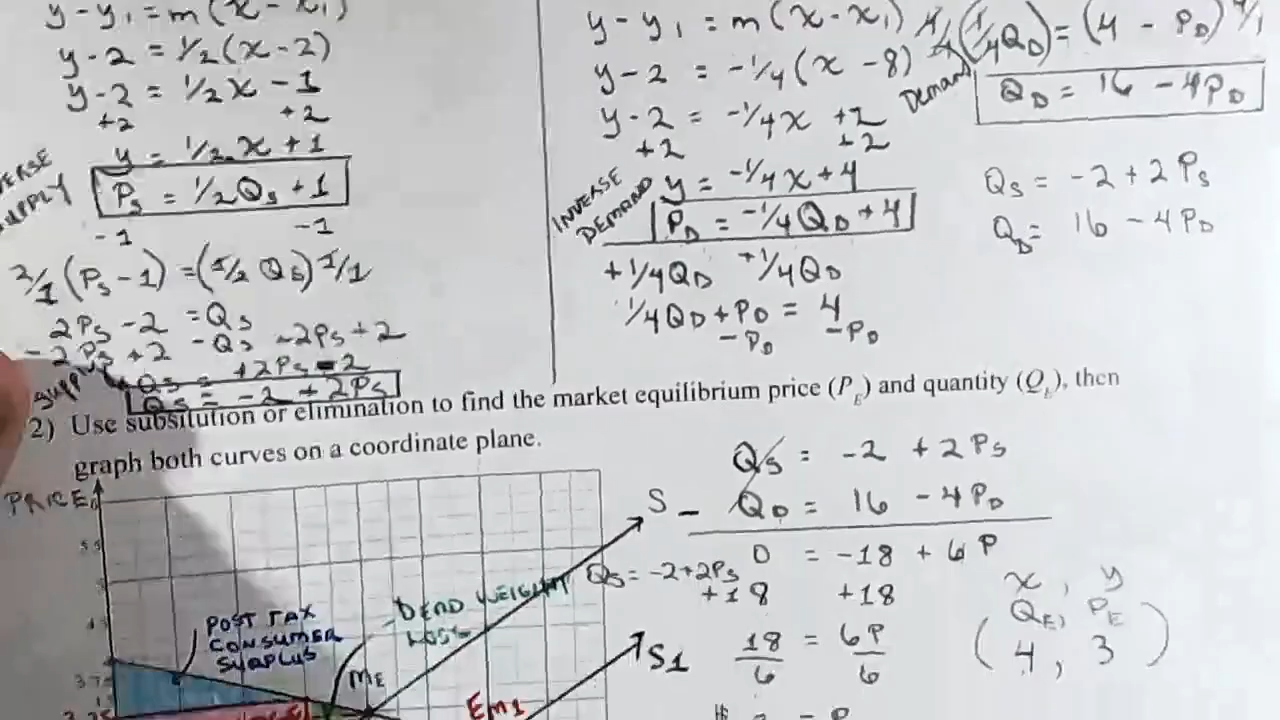 y - y₁ = m(x - x₁)
y - 2 = 1/2(x - 2)
y - 2 = 1/2x - 1
+2 +2
y = 1/2x + 1
SUPPLY
Ps = 1/2Qs + 1
-1 -1
2/1(Ps - 1) = (1/2 Qs)2/1
2Ps - 2 = Qs
-2Ps + 2 - Qs -2Ps + 2
Qs = +2Ps - 2
Supply
Qs = -2 + 2Ps
y - y₁ = m(x - x₁)
y - 2 = -1/4(x - 8)
y - 2 = -1/4x + 2
+2 +2
y = -1/4x + 4
INVERSE
DEMAND
P_D = -1/4Q_D + 4
+1/4Q_D +1/4Q_D
1/4Q_D + P_D = 4
-P_D -P_D
4/1(1/4Q_D) = (4 - P_D)4/1
Demand
Q_D = 16 - 4P_D
Qs = -2 + 2Ps
Q_D = 16 - 4P_D
2) Use subsitution or elimination to find the market equilibrium price (P_E) and quantity (Q_E), then
graph both curves on a coordinate plane.
Qs = -2 + 2Ps
- Q_D = 16 - 4P_D
0 = -18 + 6P
Qs = -2+2Ps
+18 +18
18/6 = 6P/6
x, y
Q_E, P_E
(4, 3)
PRICE
S
S1
DEAD WEIGHT
LOSS
POST TAX
CONSUMER
SURPLUS
M_E
Em1